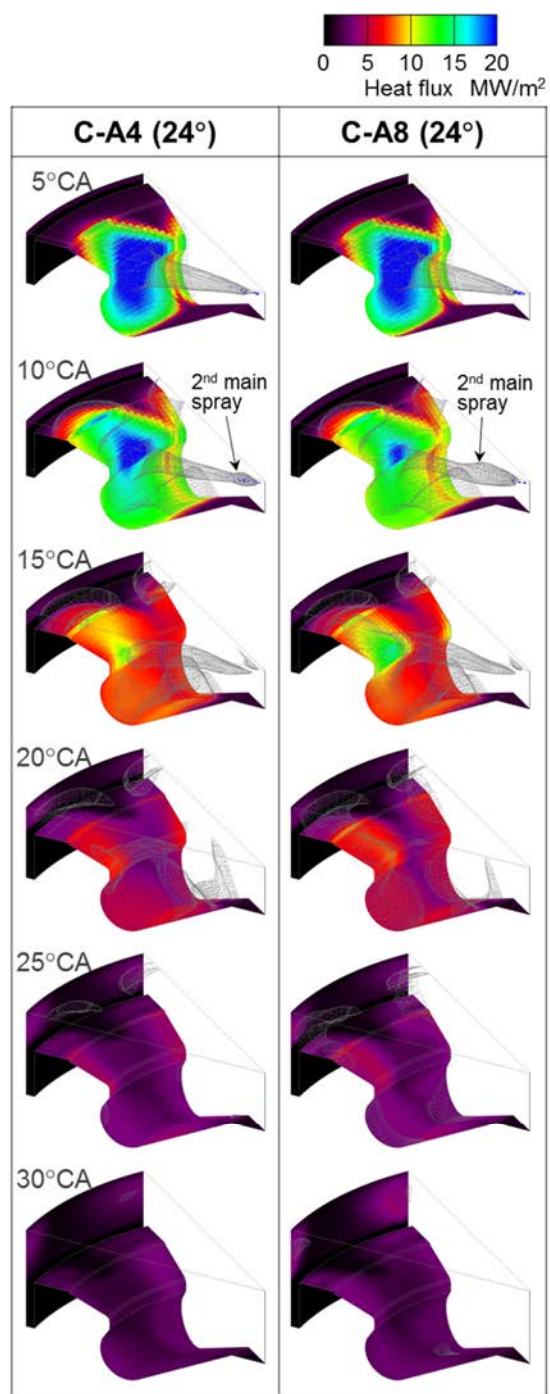 0 5 10 15 20
Heat flux MW/m²
C-A4 (24°) C-A8 (24°)
5°CA
10°CA
2nd main
spray
2nd main
spray
15°CA
20°CA
25°CA
30°CA